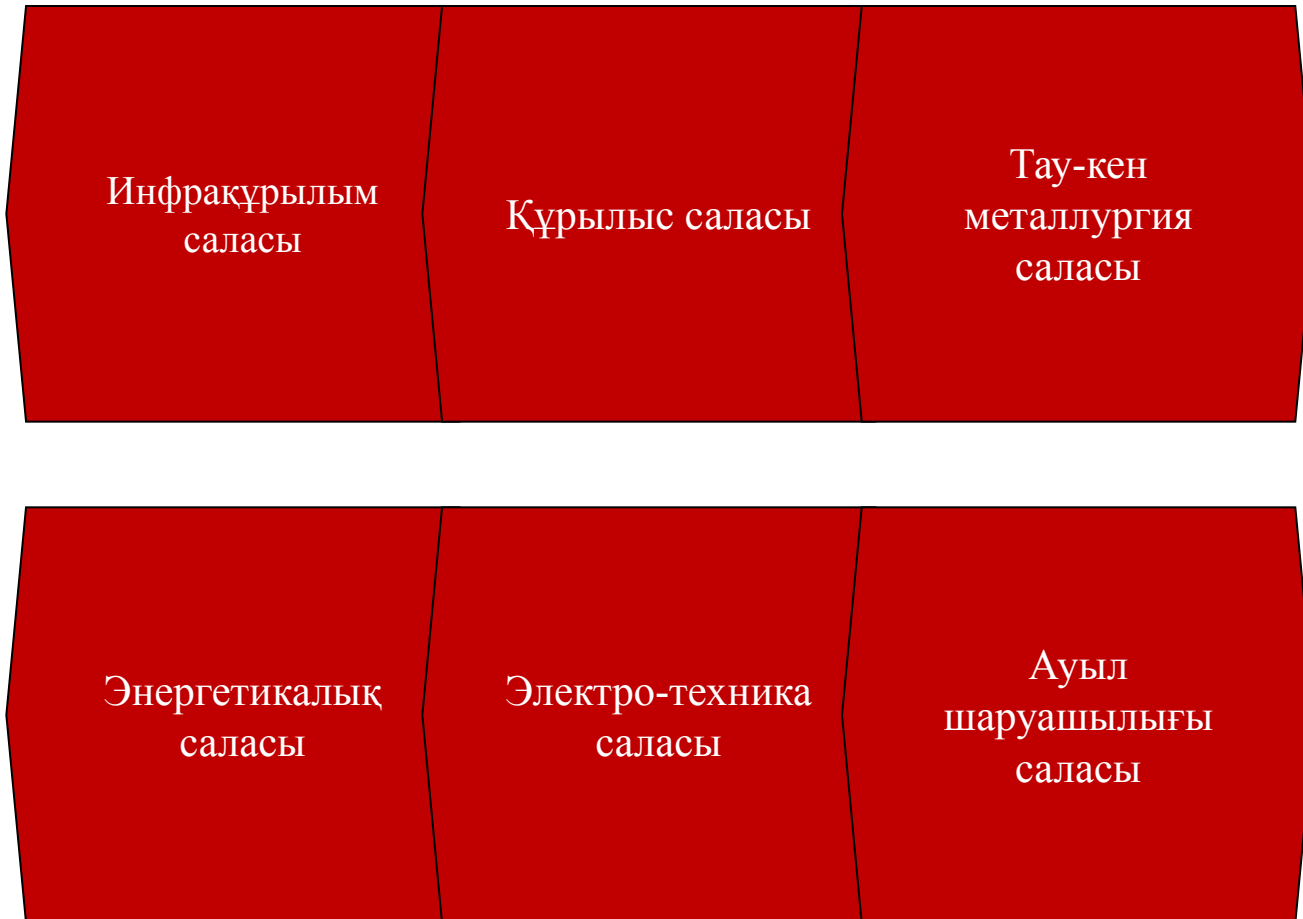 Инфрақұрылым
саласы
Құрылыс саласы
Тау-кен
металлургия
саласы
Энергетикалық
саласы
Электро-техника
саласы
Ауыл
шаруашылығы
саласы